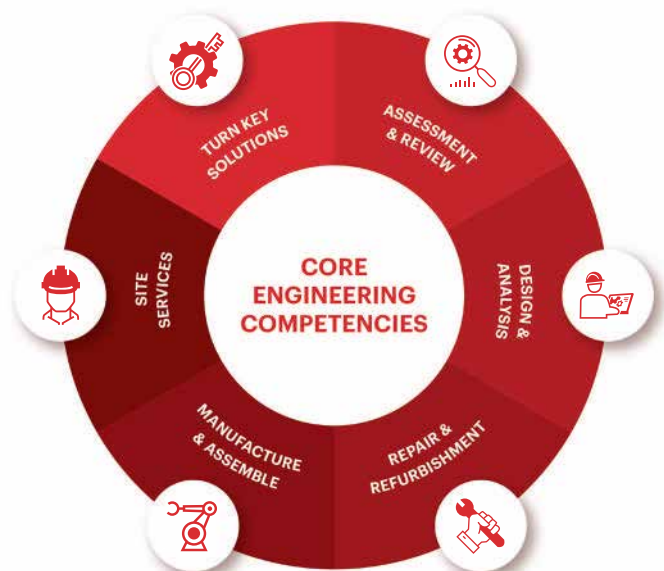 CORE
ENGINEERING
COMPETENCIES
TURN KEY
SOLUTIONS
ASSESSMENT
& REVIEW
DESIGN &
ANALYSIS
REPAIR &
REFURBISHMENT
MANUFACTURE
& ASSEMBLE
SITE
SERVICES